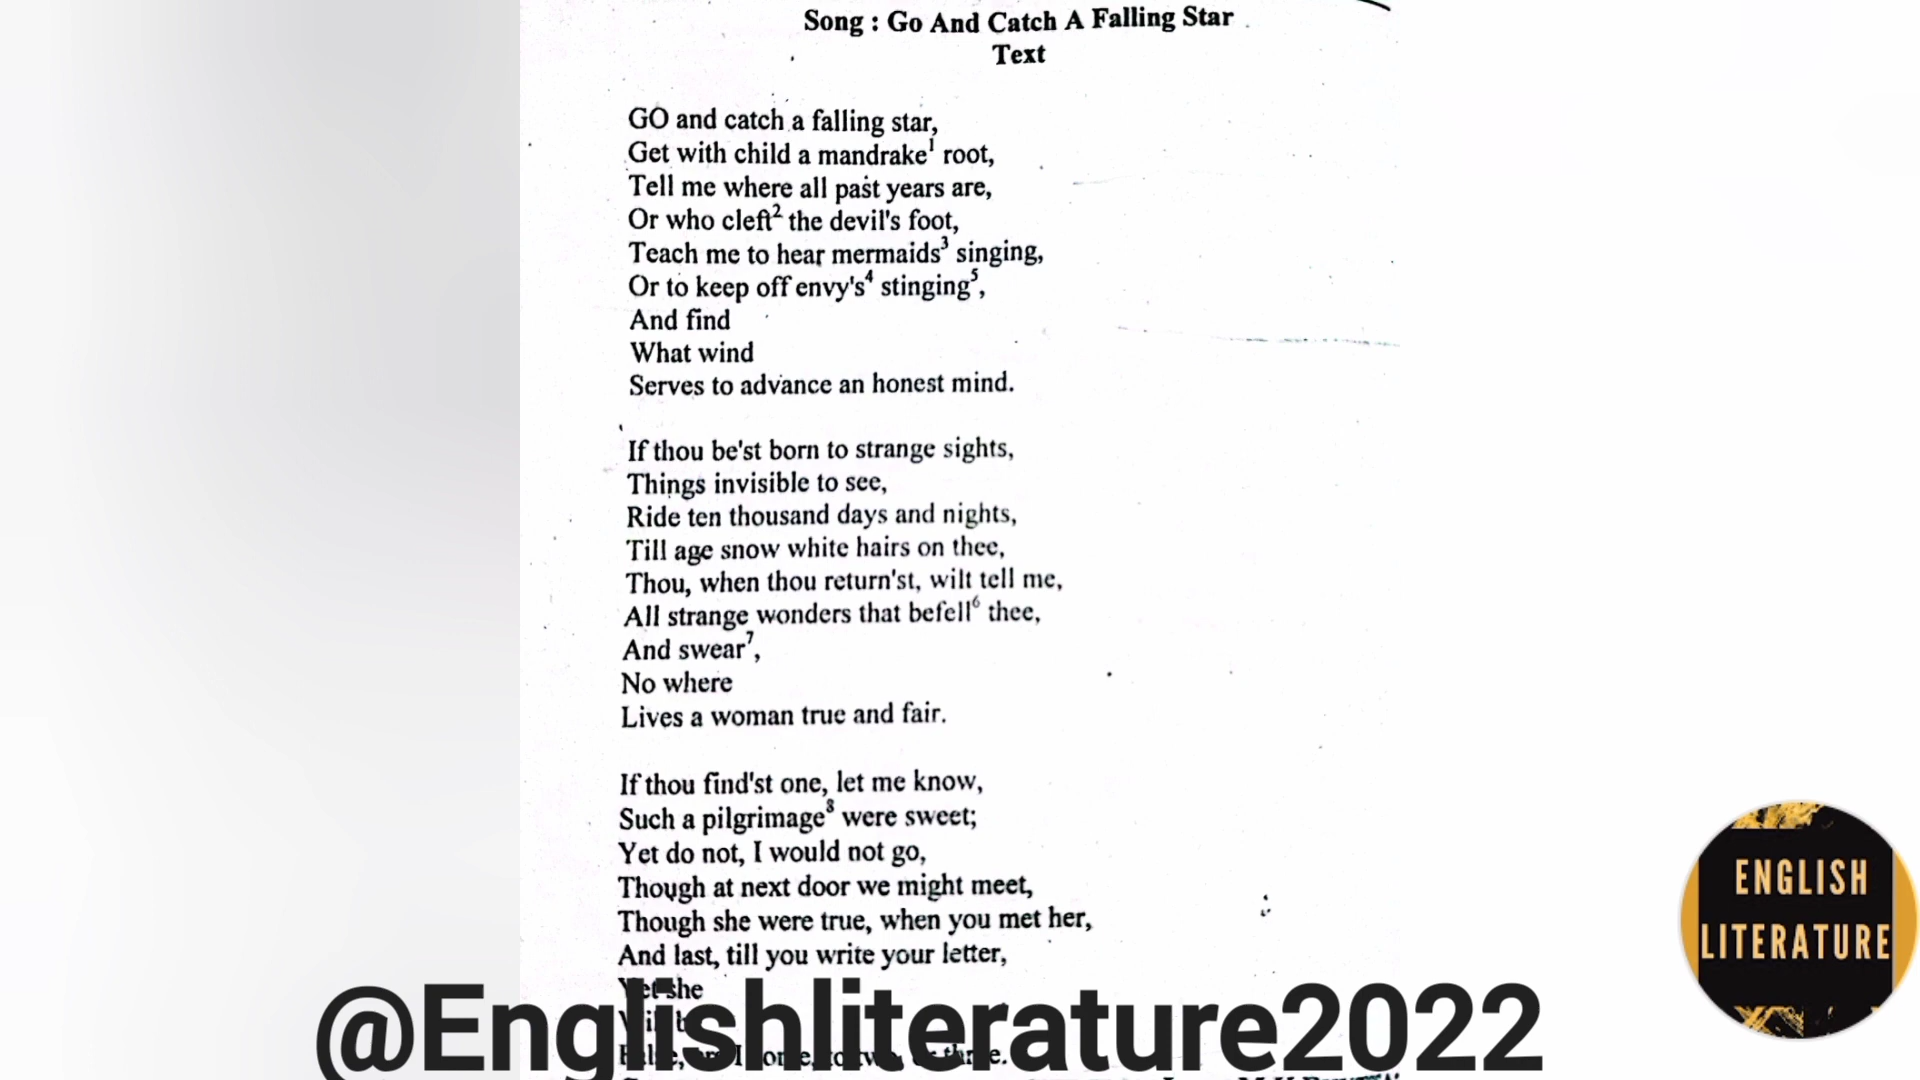 Song : Go And Catch A Falling Star
Text
GO and catch a falling star,
Get with child a mandrake¹ root,
Tell me where all past years are,
Or who cleft² the devil's foot,
Teach me to hear mermaids³ singing,
Or to keep off envy's⁴ stinging⁵,
And find
What wind
Serves to advance an honest mind.
If thou be'st born to strange sights,
Things invisible to see,
Ride ten thousand days and nights,
Till age snow white hairs on thee,
Thou, when thou return'st, wilt tell me,
All strange wonders that befell⁶ thee,
And swear⁷,
No where
Lives a woman true and fair.
If thou find'st one, let me know,
Such a pilgrimage⁸ were sweet;
Yet do not, I would not go,
Though at next door we might meet,
Though she were true, when you met her,
And last, till you write your letter,
Yet she
@Englishliterature2022
ENGLISH
LITERATURE